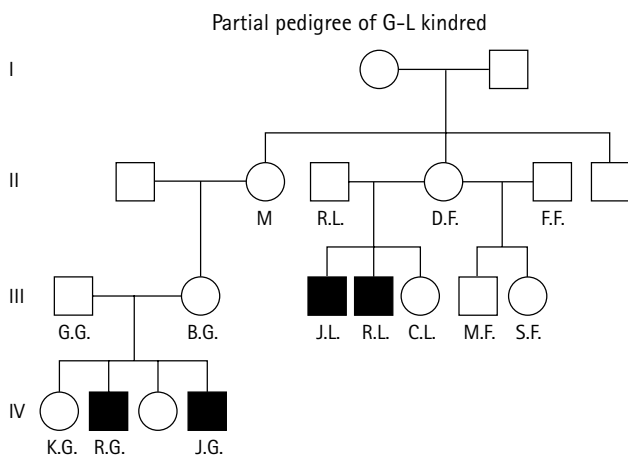 Partial pedigree of G-L kindred
I
II
M R.L. D.F. F.F.
III
G.G. B.G. J.L. R.L. C.L. M.F. S.F.
IV
K.G. R.G. J.G.